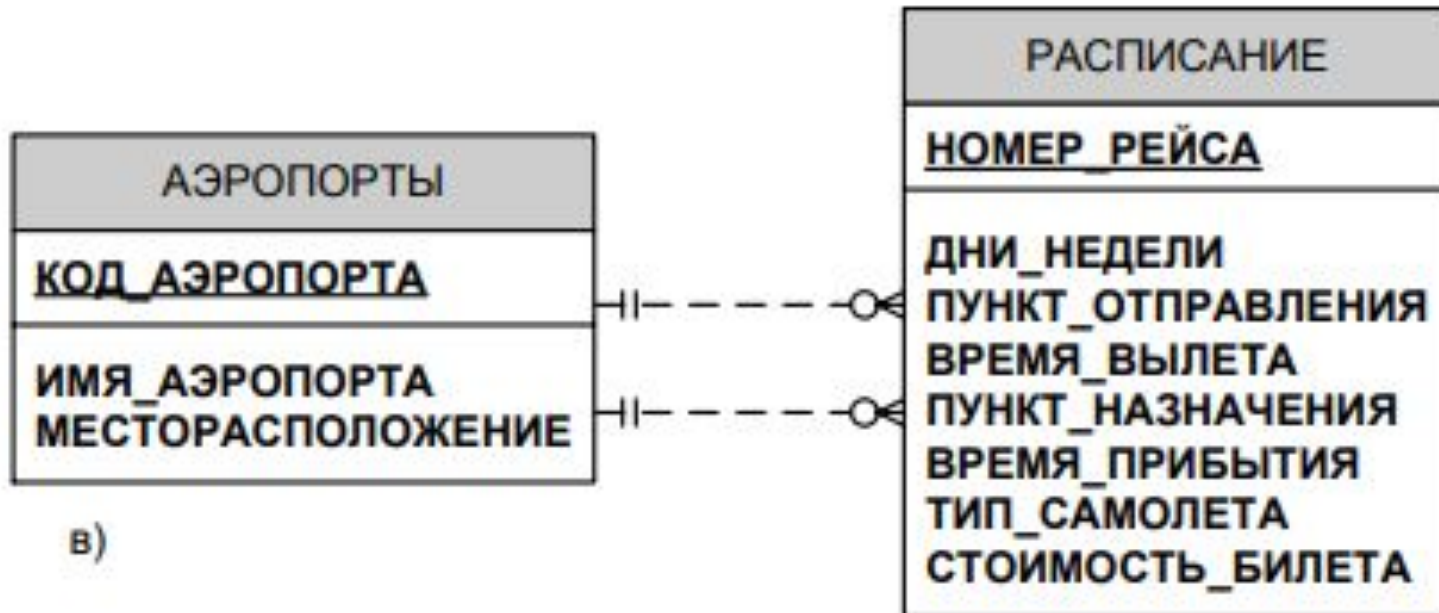 АЭРОПОРТЫ
КОД_АЭРОПОРТА
ИМЯ_АЭРОПОРТА
МЕСТОРАСПОЛОЖЕНИЕ
в)
РАСПИСАНИЕ
НОМЕР_РЕЙСА
ДНИ_НЕДЕЛИ
ПУНКТ_ОТПРАВЛЕНИЯ
ВРЕМЯ_ВЫЛЕТА
ПУНКТ_НАЗНАЧЕНИЯ
ВРЕМЯ_ПРИБЫТИЯ
ТИП_САМОЛЕТА
СТОИМОСТЬ_БИЛЕТА